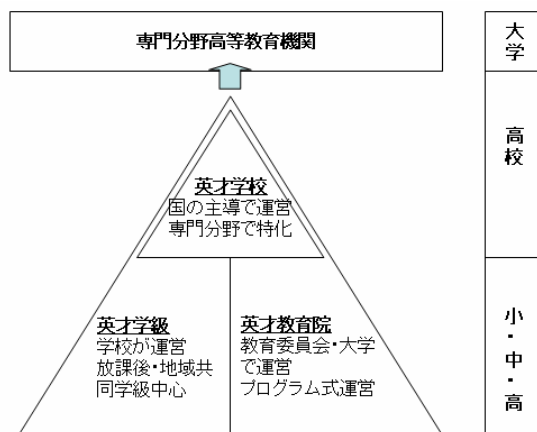 専門分野高等教育機関
大
学
高
校
英才学校
国の主導で運営
専門分野で特化
英才学級
学校が運営
放課後・地域共
同学級中心
英才教育院
教育委員会・大学
で運営
プログラム式運営
小
・
中
・
高